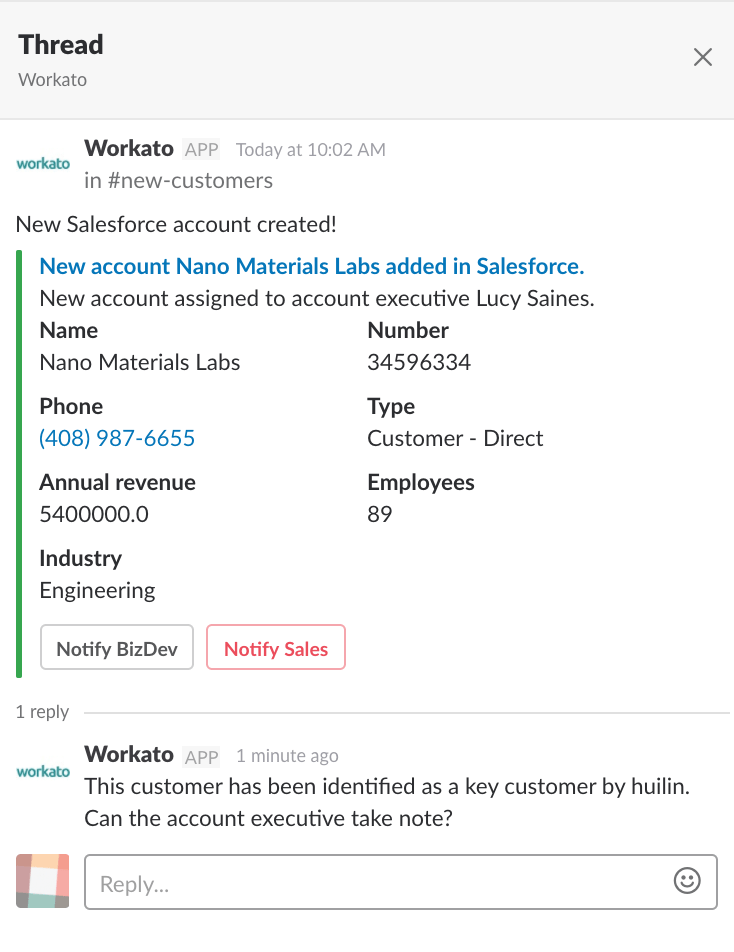 Thread
Workato
workato
Workato APP Today at 10:02 AM
in #new-customers
New Salesforce account created!
New account Nano Materials Labs added in Salesforce.
New account assigned to account executive Lucy Saines.
Name Number
Nano Materials Labs 34596334
Phone Type
(408) 987-6655 Customer - Direct
Annual revenue Employees
5400000.0 89
Industry
Engineering
Notify BizDev Notify Sales
1 reply
workato
Workato APP 1 minute ago
This customer has been identified as a key customer by huilin.
Can the account executive take note?
Reply...